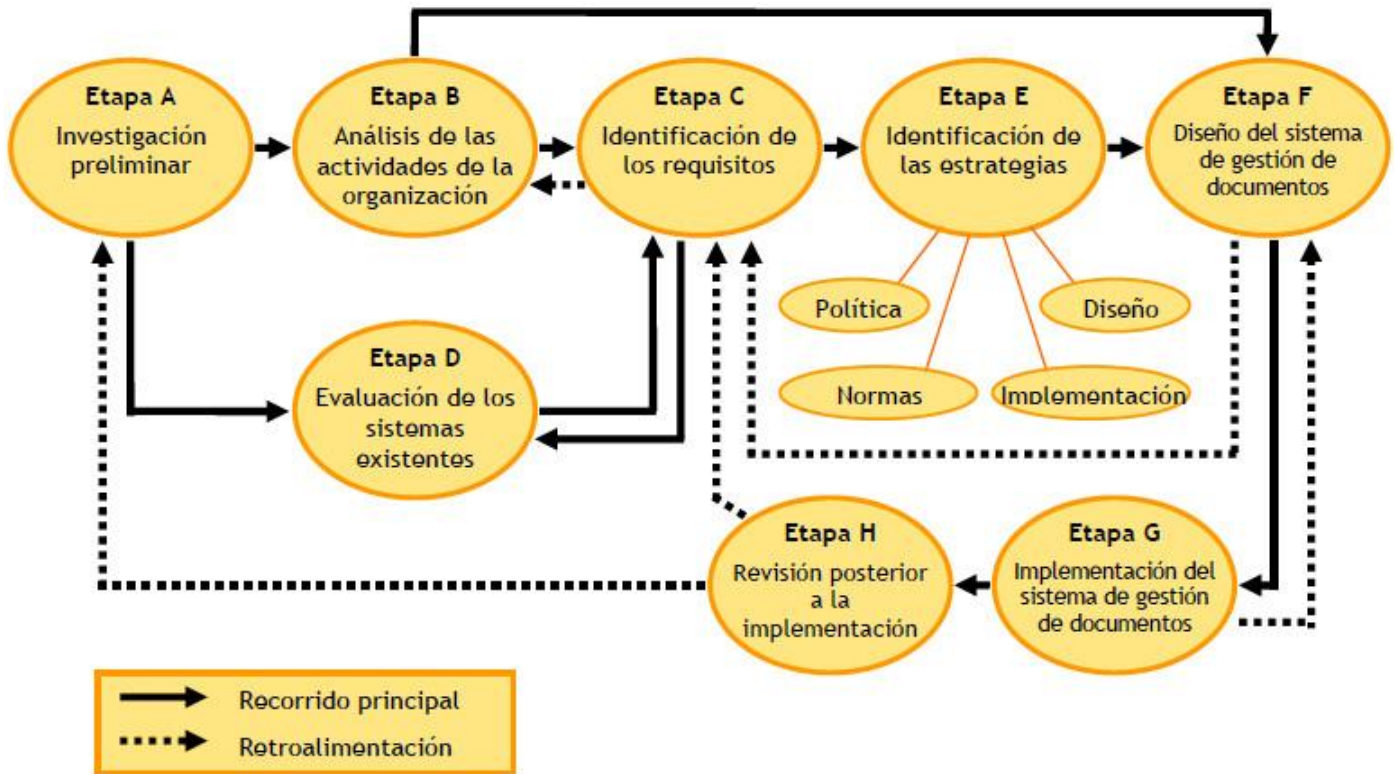 Etapa A
Investigación
preliminar
Etapa B
Análisis de las
actividades de la
organización
Etapa C
Identificación de
los requisitos
Etapa E
Identificación de
las estrategias
Etapa F
Diseño del sistema
de gestión de
documentos
Política
Diseño
Normas
Implementación
Etapa D
Evaluación de los
sistemas
existentes
Etapa H
Revisión posterior
a la
implementación
Etapa G
Implementación del
sistema de gestión
de documentos
Recorrido principal
Retroalimentación